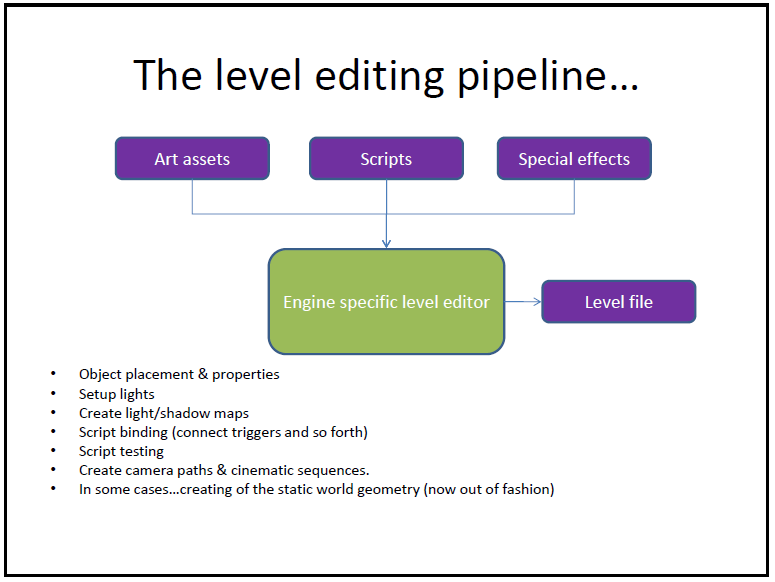 The level editing pipeline…
Art assets
Scripts
Special effects
Engine specific level editor
Level file
• Object placement & properties
• Setup lights
• Create light/shadow maps
• Script binding (connect triggers and so forth)
• Script testing
• Create camera paths & cinematic sequences.
• In some cases…creating of the static world geometry (now out of fashion)